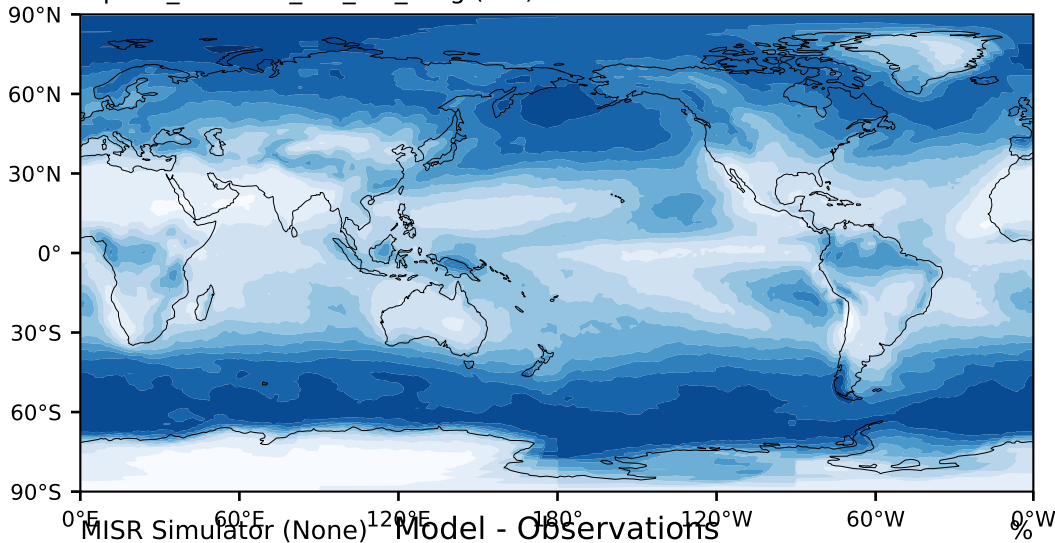 90°N
60°N
30°N
0°
30°S
60°S
90°S
0°E 60°E 120°E 180° 120°W 60°W 0°W
MISR Simulator (None) Model - Observations %